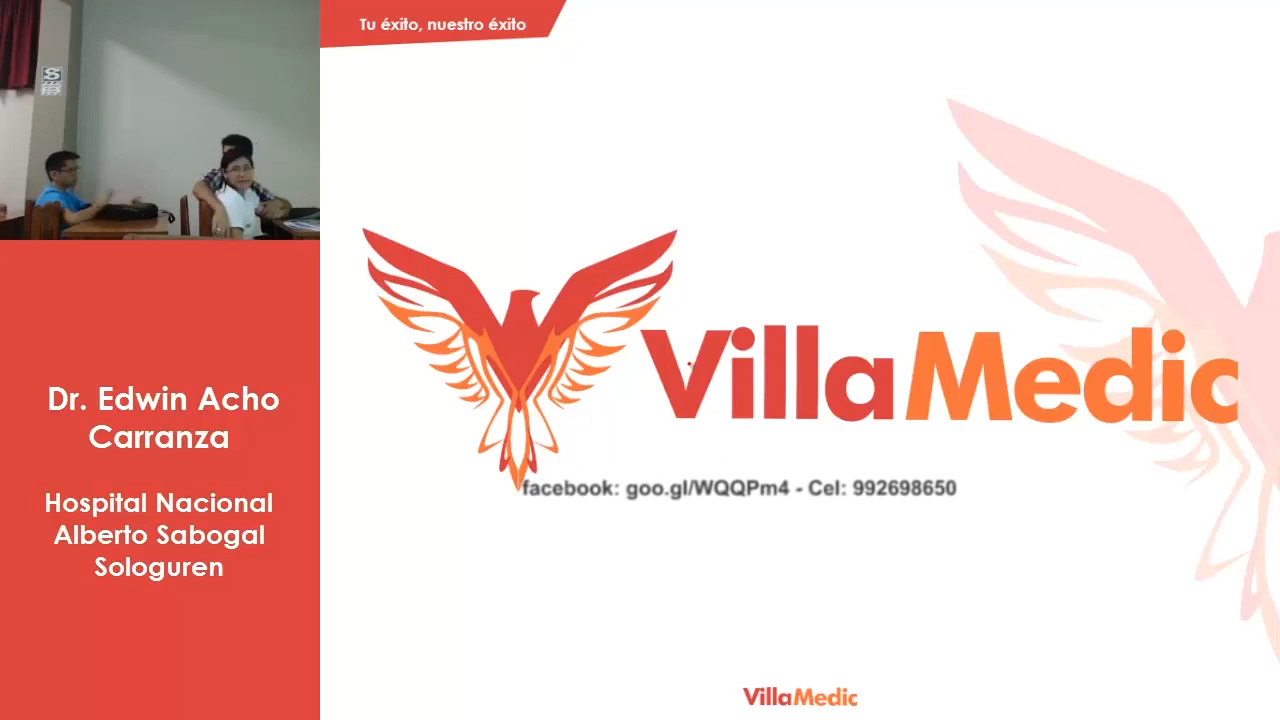 Tu éxito, nuestro éxito
VillaMedic
facebook: goo.gl/WQQPm4 - Cel: 992698650
Dr. Edwin Acho
Carranza
Hospital Nacional
Alberto Sabogal
Sologuren
VillaMedic